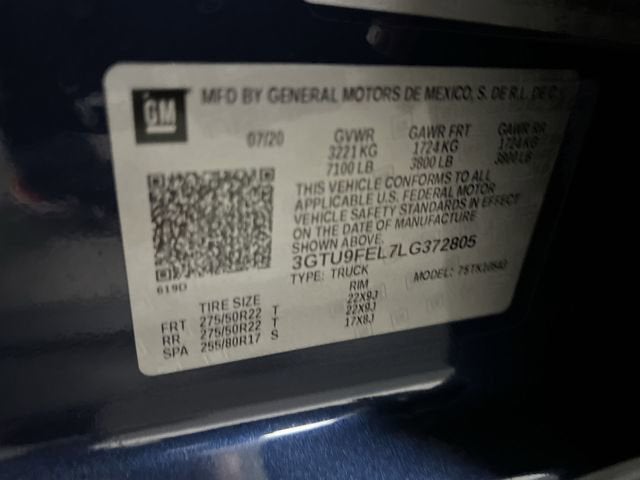 GM
MFD BY GENERAL MOTORS DE MEXICO, S. DE R.L. DE C.
07/20 GVWR GAWR FRT GAWR RR
3221 KG 1724 KG 1724 KG
7100 LB 3800 LB 3800 LB
THIS VEHICLE CONFORMS TO ALL
APPLICABLE U.S. FEDERAL MOTOR
VEHICLE SAFETY STANDARDS IN EFFECT
ON THE DATE OF MANUFACTURE
SHOWN ABOVE.
3GTU9FEL7LG372805
619D
TYPE: TRUCK MODEL:
TIRE SIZE RIM
FRT 275/50R22 T 22X9J
RR 275/50R22 T 22X9J
SPA 255/80R17 S 17X8J